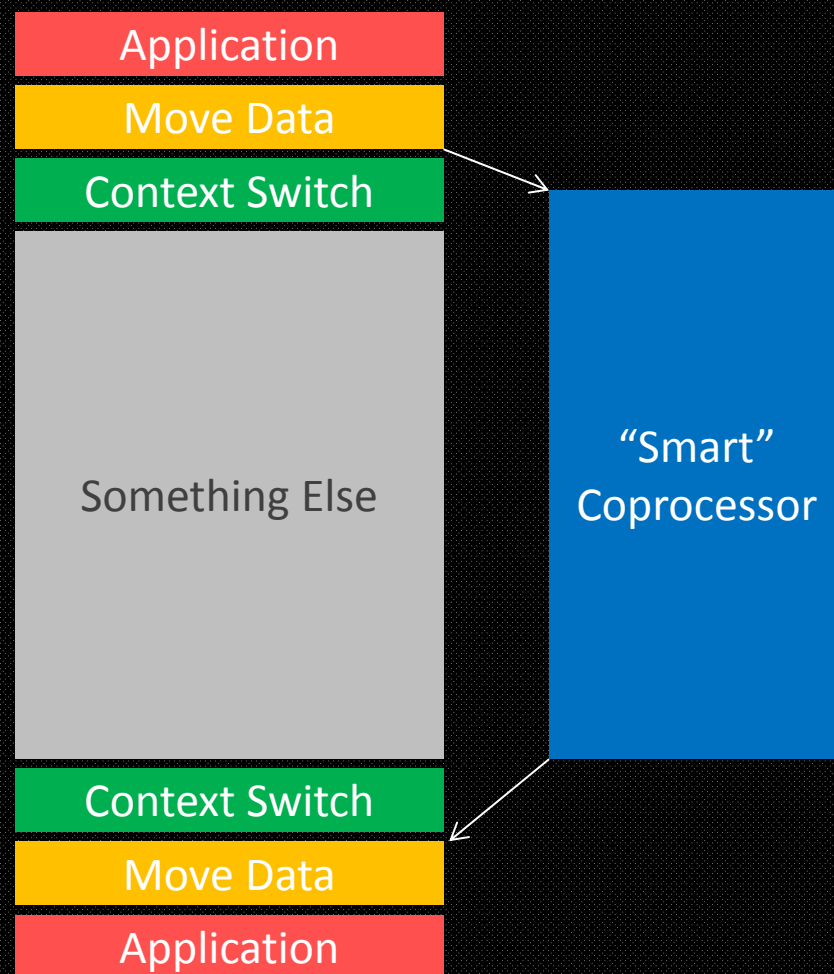 Application
Move Data
Context Switch
Something Else
“Smart”
Coprocessor
Context Switch
Move Data
Application